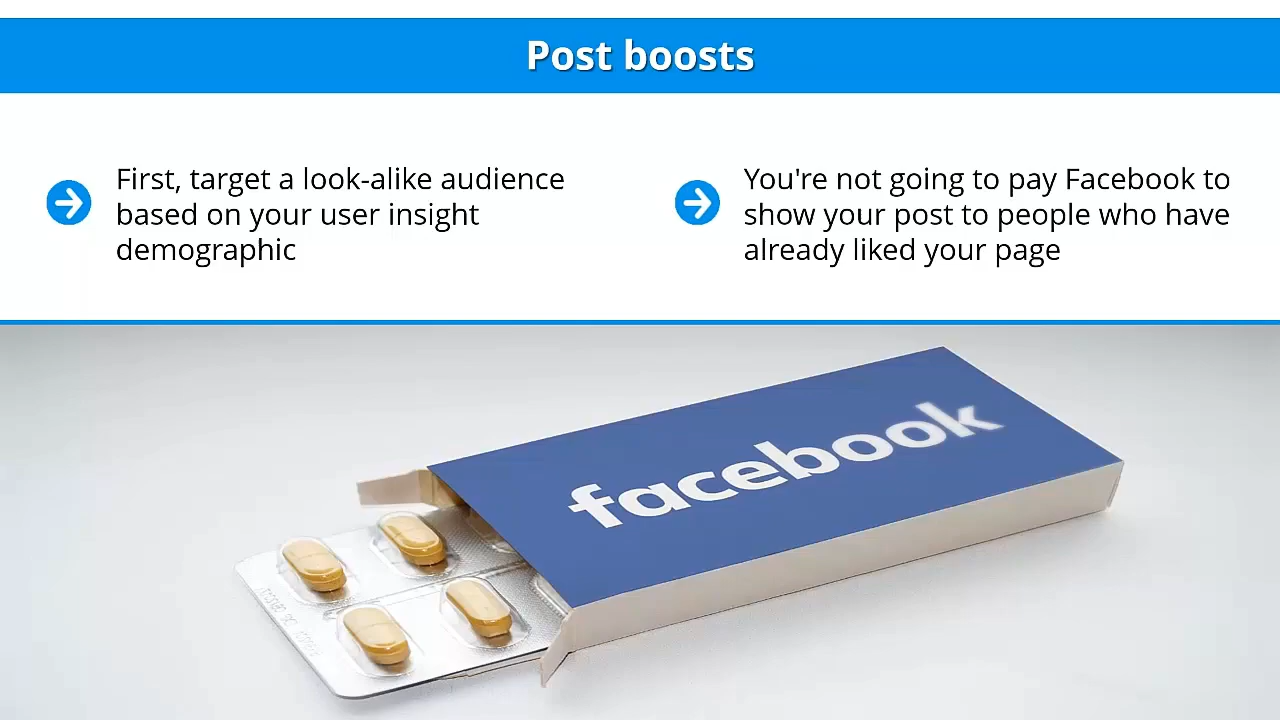 Post boosts
First, target a look-alike audience
based on your user insight
demographic
You're not going to pay Facebook to
show your post to people who have
already liked your page
facebook